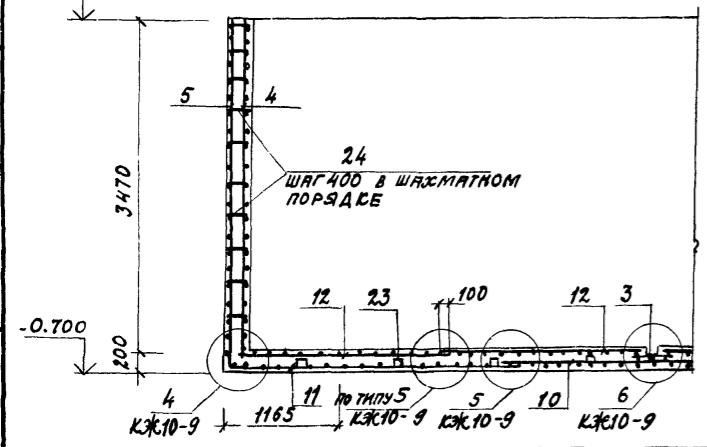 5 4
24
ШАГ 400 В ШАХМАТНОМ
ПОРЯДКЕ
3470
-0.700
200
12 23 100 12 3
11 ПО ТИПУ 5 5 10 6
4 КЖ10-9 КЖ10-9 КЖ10-9
КЖ10-9
1165